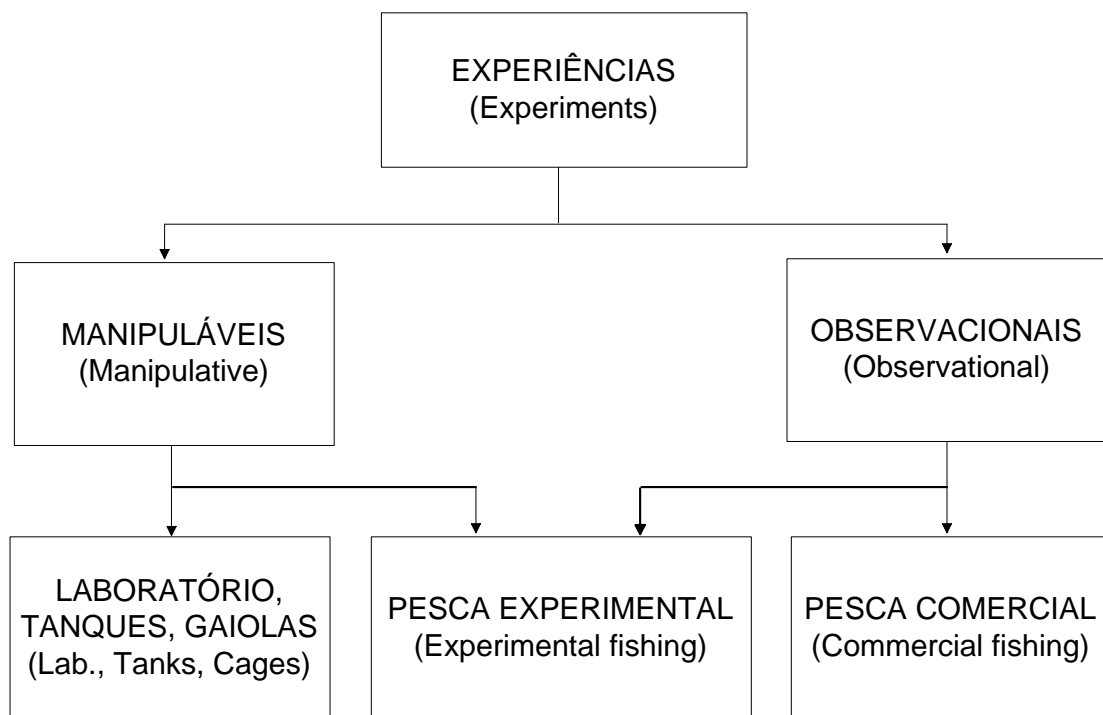 EXPERIÊNCIAS
(Experiments)
MANIPULÁVEIS
(Manipulative)
OBSERVACIONAIS
(Observational)
LABORATÓRIO,
TANQUES, GAIOLAS
(Lab., Tanks, Cages)
PESCA EXPERIMENTAL
(Experimental fishing)
PESCA COMERCIAL
(Commercial fishing)